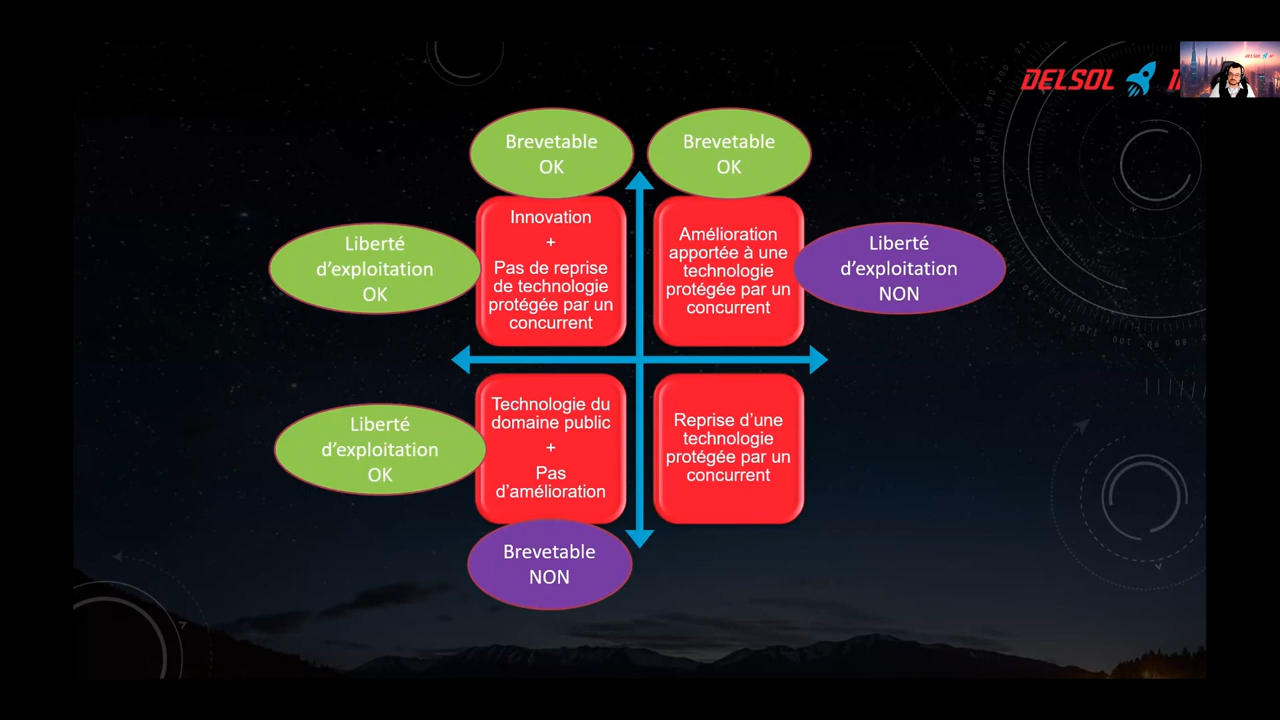 DELSOL
Brevetable
OK
Brevetable
OK
Liberté
d’exploitation
OK
Innovation
+
Pas de reprise
de technologie
protégée par un
concurrent
Amélioration
apportée à une
technologie
protégée par un
concurrent
Liberté
d’exploitation
NON
Liberté
d’exploitation
OK
Technologie du
domaine public
+
Pas
d’amélioration
Reprise d’une
technologie
protégée par un
concurrent
Brevetable
NON